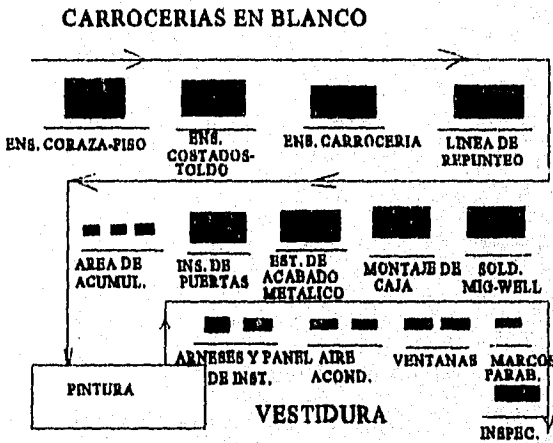 CARROCERIAS EN BLANCO
ENS. CORAZA-PISO
ENS.
COSTADOS-
TOLDO
ENS. CARROCERIA
LINEA DE
REPUNTEO
AREA DE
ACUMUL.
INS. DE
PUERTAS
EST. DE
ACABADO
METALICO
MONTAJE DE
CAJA
SOLD.
MIG-WELL
ARNESES Y PANEL
DE INST.
AIRE
ACOND.
VENTANAS
MARCOS
PARAB.
PINTURA
VESTIDURA
INSPEC.